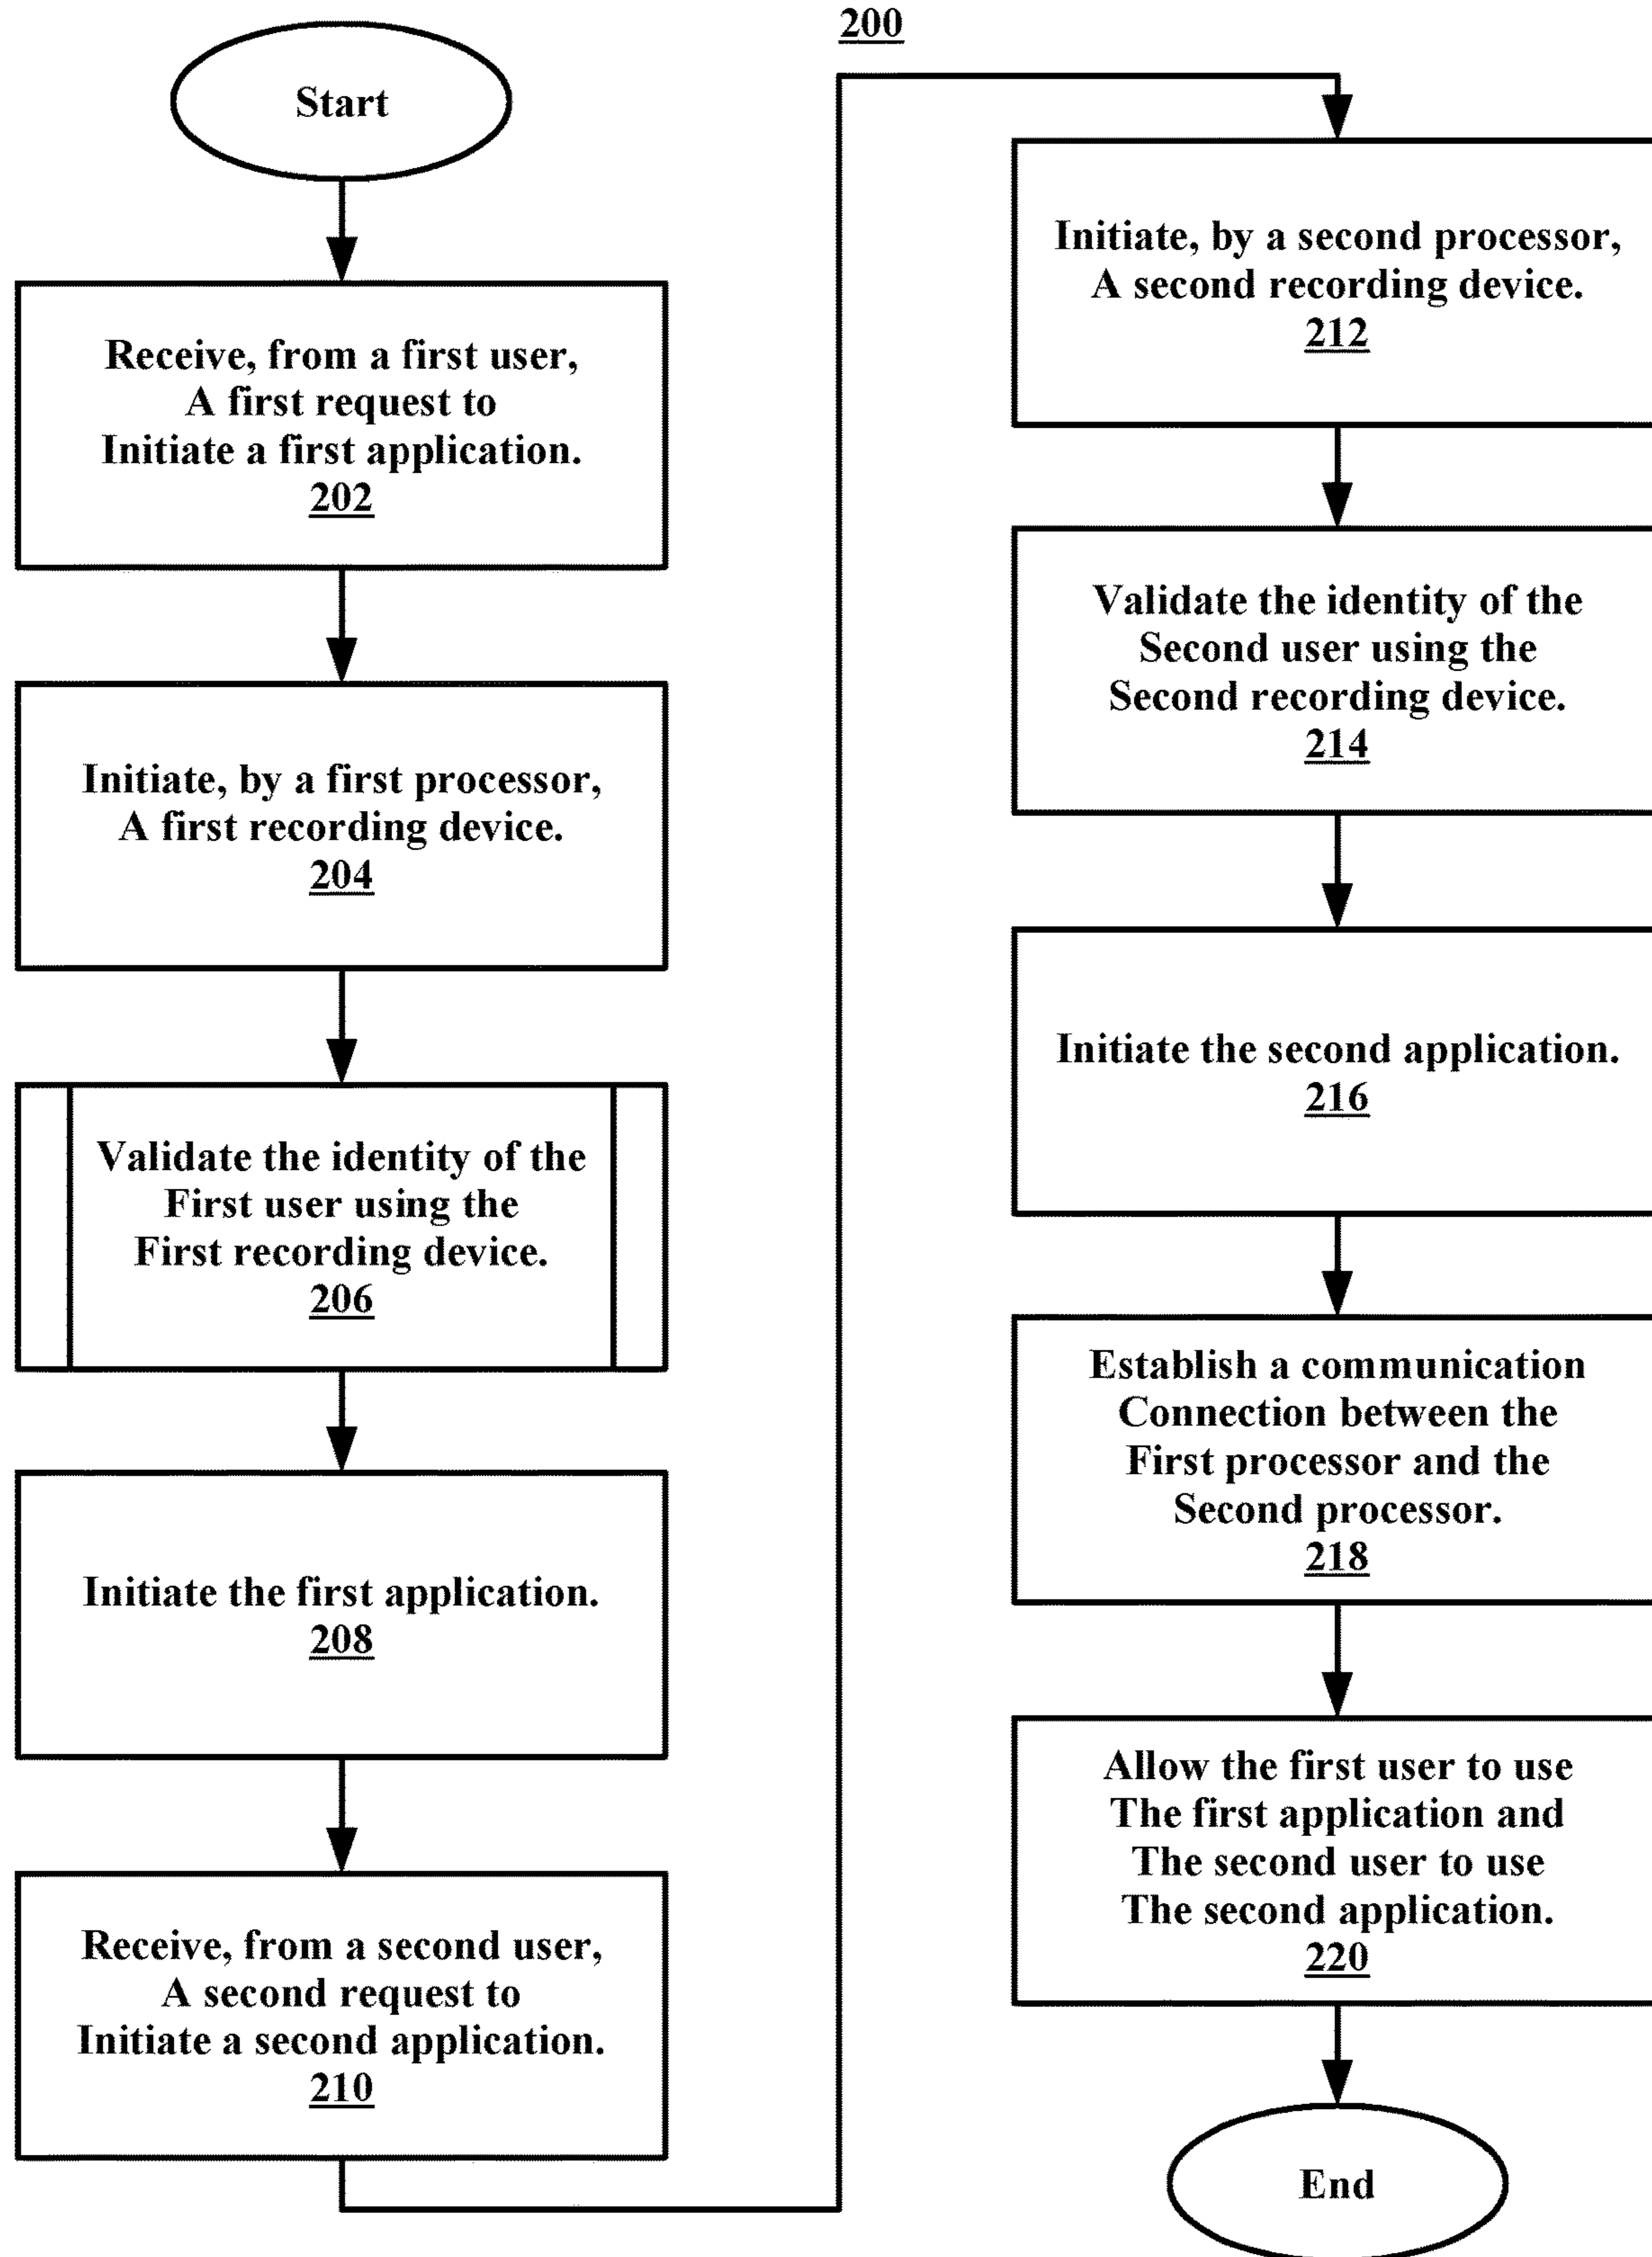 200
Start
Receive, from a first user,
A first request to
Initiate a first application.
202
Initiate, by a first processor,
A first recording device.
204
Validate the identity of the
First user using the
First recording device.
206
Initiate the first application.
208
Receive, from a second user,
A second request to
Initiate a second application.
210
Initiate, by a second processor,
A second recording device.
212
Validate the identity of the
Second user using the
Second recording device.
214
Initiate the second application.
216
Establish a communication
Connection between the
First processor and the
Second processor.
218
Allow the first user to use
The first application and
The second user to use
The second application.
220
End